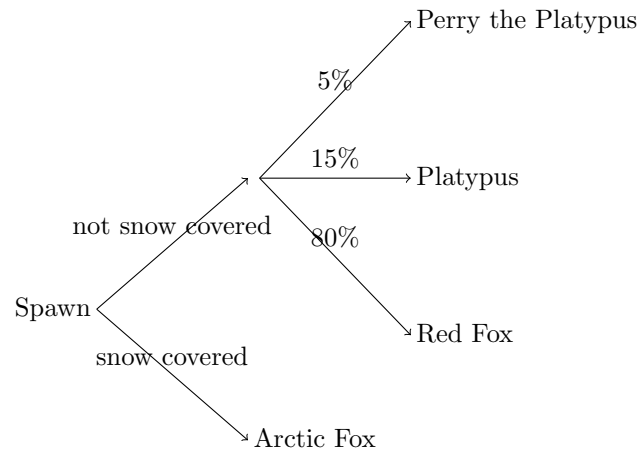 Perry the Platypus
5%
15%
Platypus
not snow covered
80%
Spawn
Red Fox
snow covered
Arctic Fox